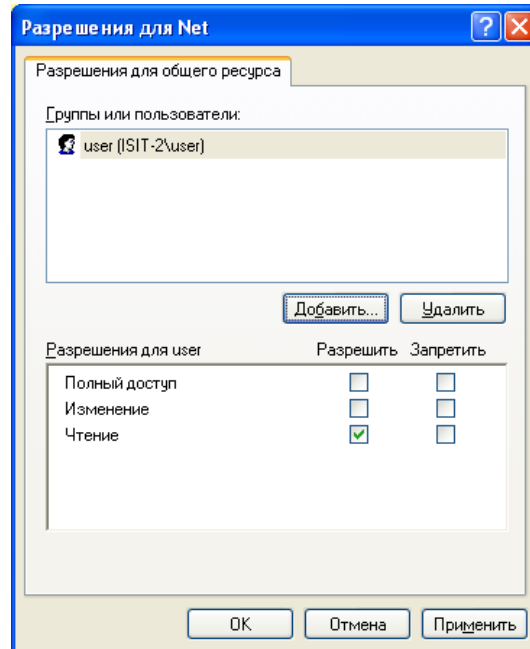 Разрешения для Net
Разрешения для общего ресурса
Группы или пользователи:
user (ISIT-2\user)
Добавить... Удалить
Разрешения для user Разрешить Запретить
Полный доступ
Изменение
Чтение
OK Отмена Применить